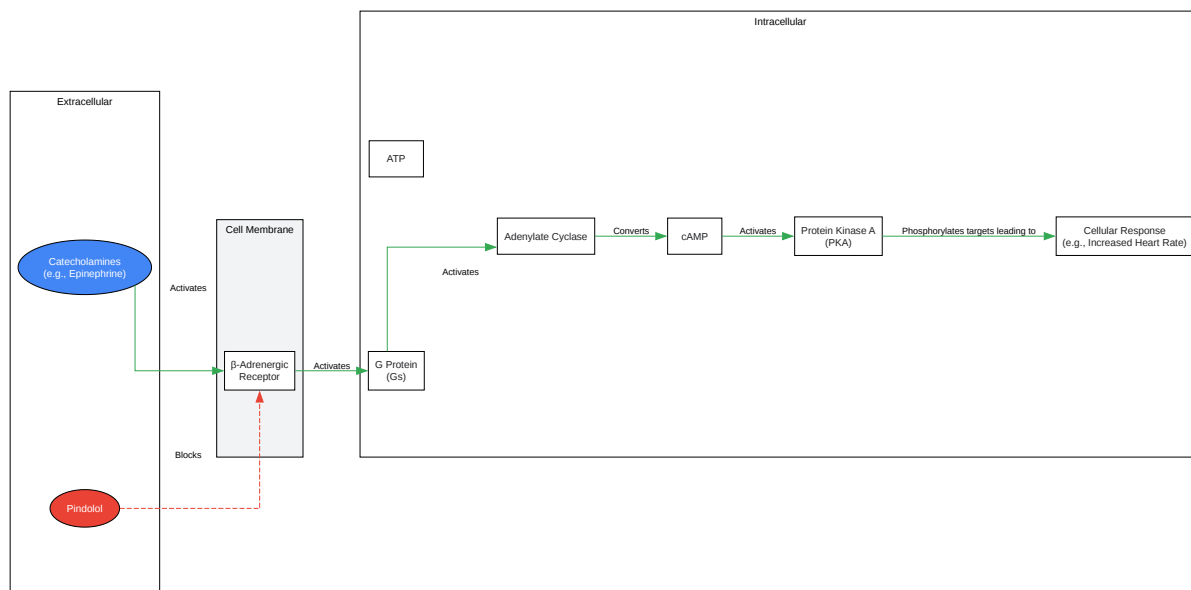 Intracellular
Extracellular
ATP
Cell Membrane
Adenylate Cyclase
Converts
cAMP
Activates
Protein Kinase A
(PKA)
Phosphorylates targets leading to
Cellular Response
(e.g., Increased Heart Rate)
Catecholamines
(e.g., Epinephrine)
Activates
Activates
β-Adrenergic
Receptor
Activates
G Protein
(Gs)
Blocks
Pindolol